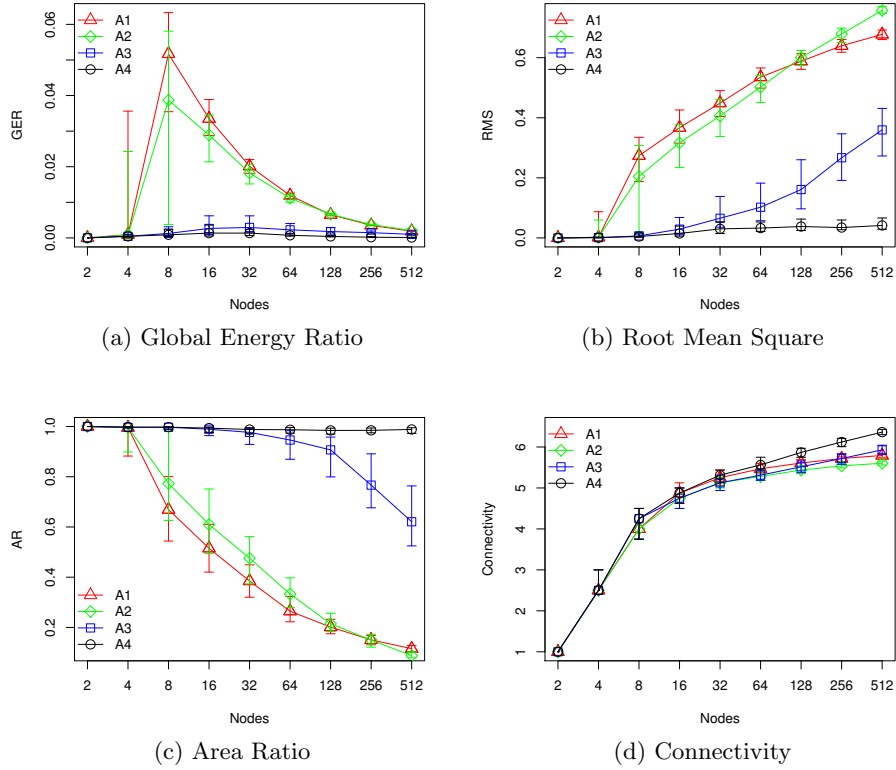 GER
0.00 0.02 0.04 0.06
A1
A2
A3
A4
2 4 8 16 32 64 128 256 512
Nodes
(a) Global Energy Ratio
RMS
0.0 0.2 0.4 0.6
A1
A2
A3
A4
2 4 8 16 32 64 128 256 512
Nodes
(b) Root Mean Square
AR
0.2 0.4 0.6 0.8 1.0
A1
A2
A3
A4
2 4 8 16 32 64 128 256 512
Nodes
(c) Area Ratio
Connectivity
1 2 3 4 5 6
A1
A2
A3
A4
2 4 8 16 32 64 128 256 512
Nodes
(d) Connectivity